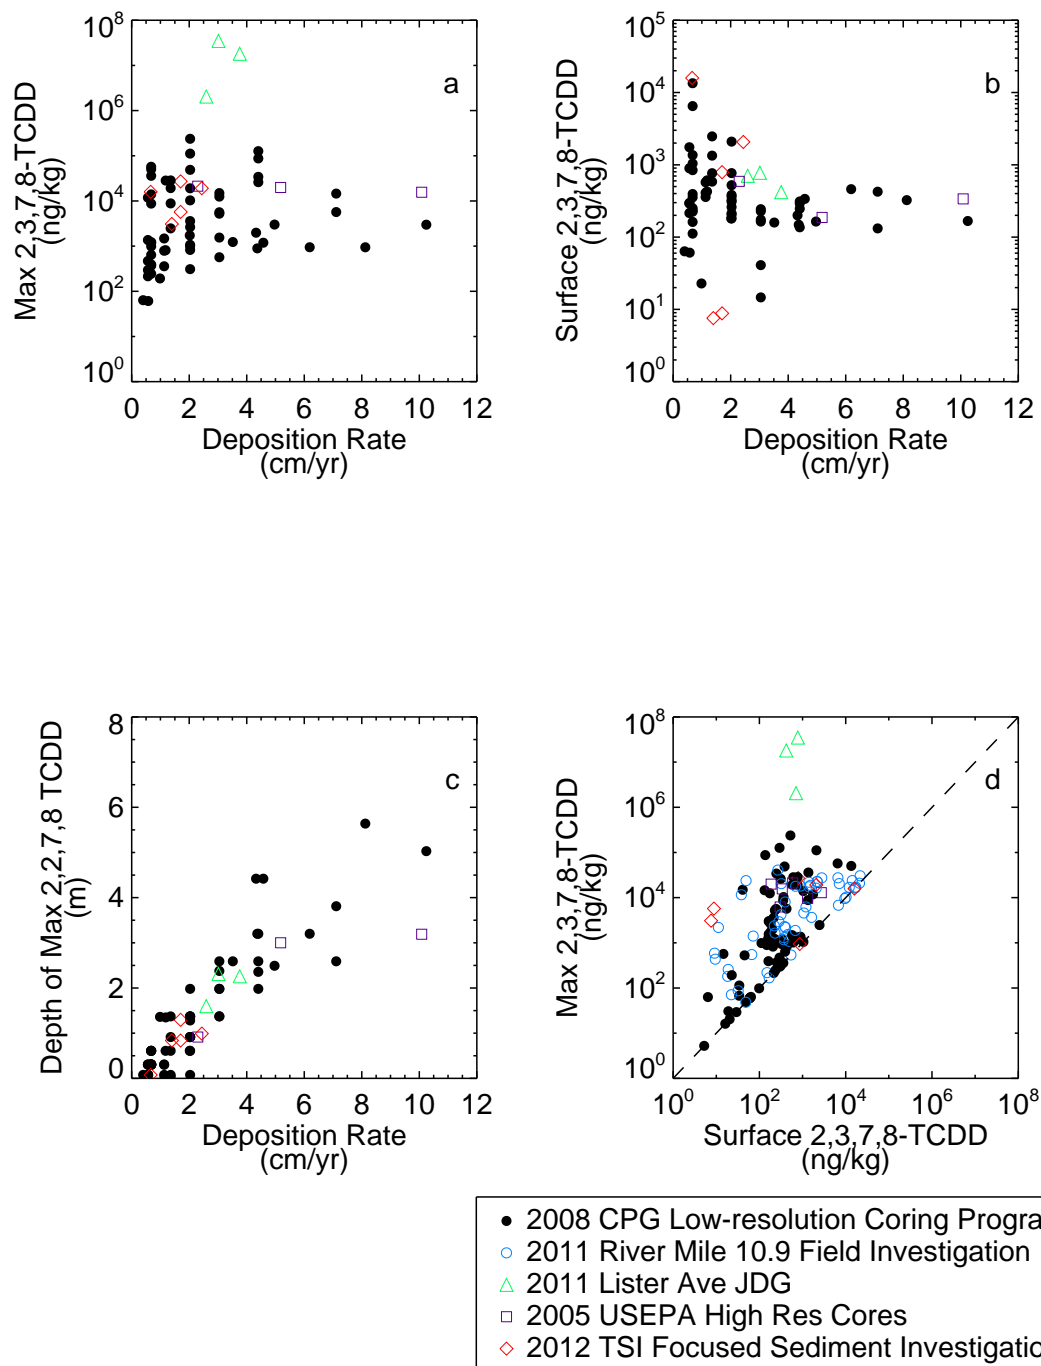 10^8
10^6
10^4
10^2
10^0
Max 2,3,7,8-TCDD
(ng/kg)
a
0 2 4 6 8 10 12
Deposition Rate
(cm/yr)
10^5
10^4
10^3
10^2
10^1
10^0
Surface 2,3,7,8-TCDD
(ng/kg)
b
0 2 4 6 8 10 12
Deposition Rate
(cm/yr)
8
6
4
2
0
Depth of Max 2,2,7,8 TCDD
(m)
c
0 2 4 6 8 10 12
Deposition Rate
(cm/yr)
10^8
10^6
10^4
10^2
10^0
Max 2,3,7,8-TCDD
(ng/kg)
d
10^0 10^2 10^4 10^6 10^8
Surface 2,3,7,8-TCDD
(ng/kg)
2008 CPG Low-resolution Coring Progra
2011 River Mile 10.9 Field Investigation
2011 Lister Ave JDG
2005 USEPA High Res Cores
2012 TSI Focused Sediment Investigatio